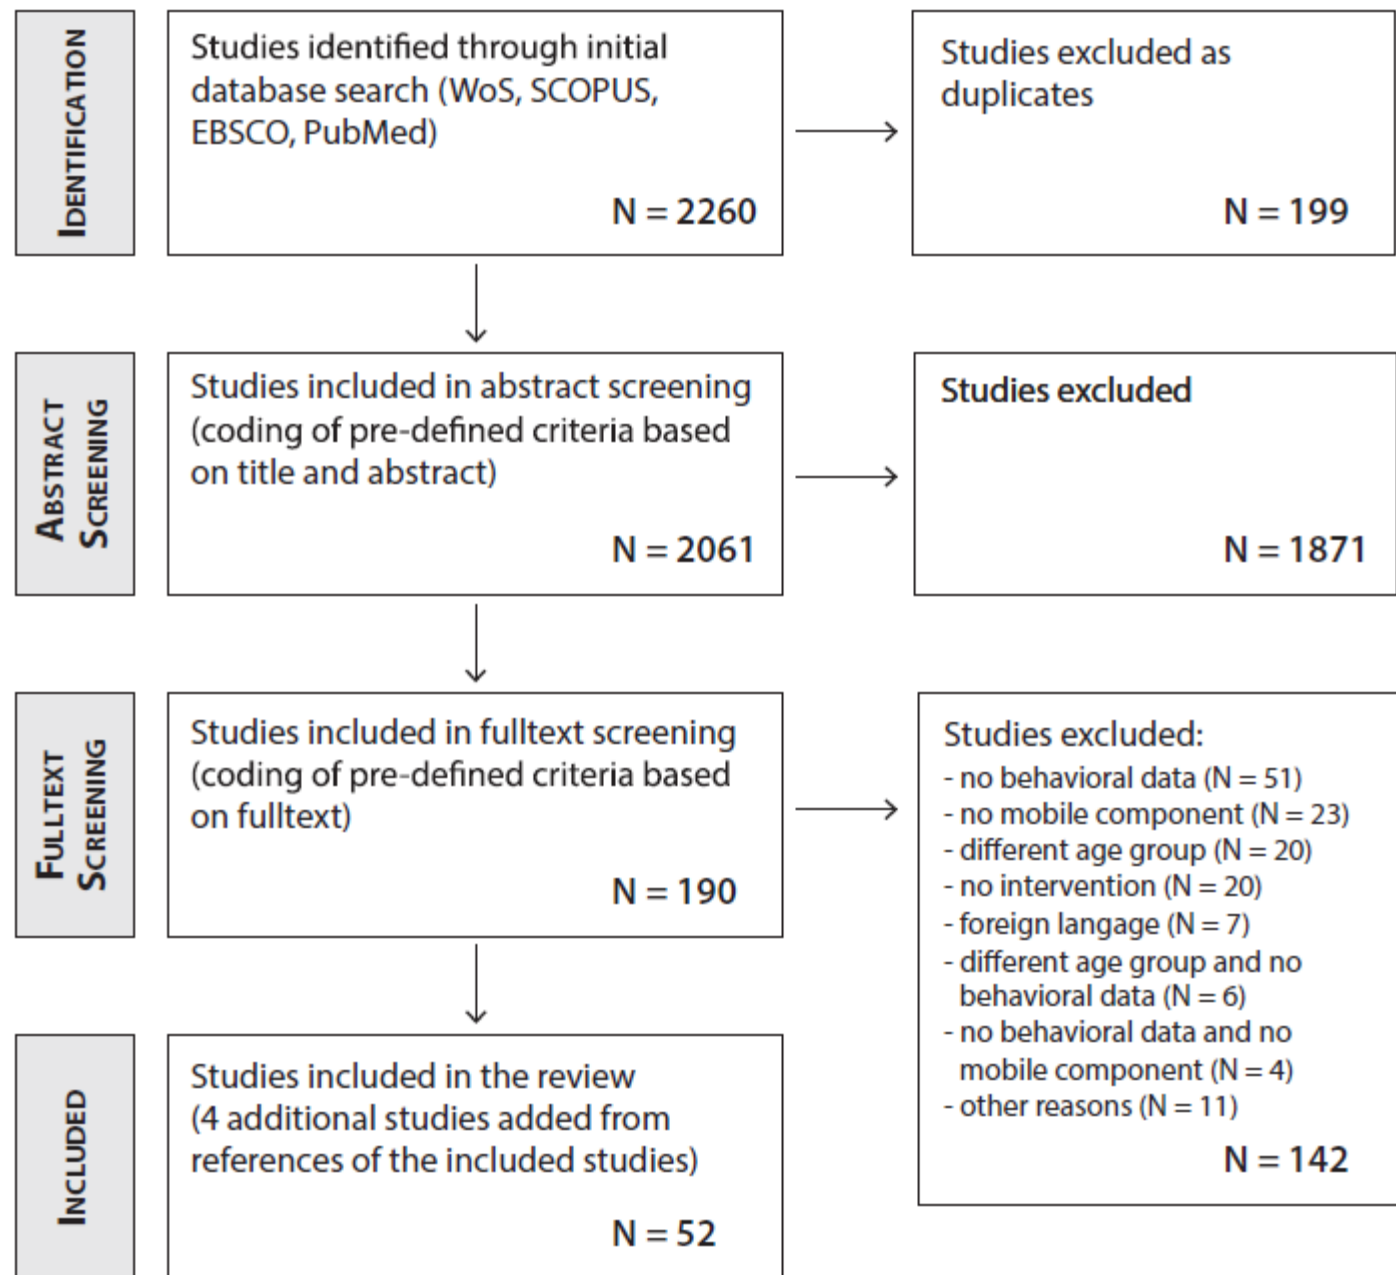 IDENTIFICATION
Studies identified through initial
database search (WoS, SCOPUS,
EBSCO, PubMed)
N = 2260
Studies excluded as
duplicates
N = 199
ABSTRACT
SCREENING
Studies included in abstract screening
(coding of pre-defined criteria based
on title and abstract)
N = 2061
Studies excluded
N = 1871
FULLTEXT
SCREENING
Studies included in fulltext screening
(coding of pre-defined criteria based
on fulltext)
N = 190
Studies excluded:
- no behavioral data (N = 51)
- no mobile component (N = 23)
- different age group (N = 20)
- no intervention (N = 20)
- foreign langage (N = 7)
- different age group and no
behavioral data (N = 6)
- no behavioral data and no
mobile component (N = 4)
- other reasons (N = 11)
N = 142
INCLUDED
Studies included in the review
(4 additional studies added from
references of the included studies)
N = 52